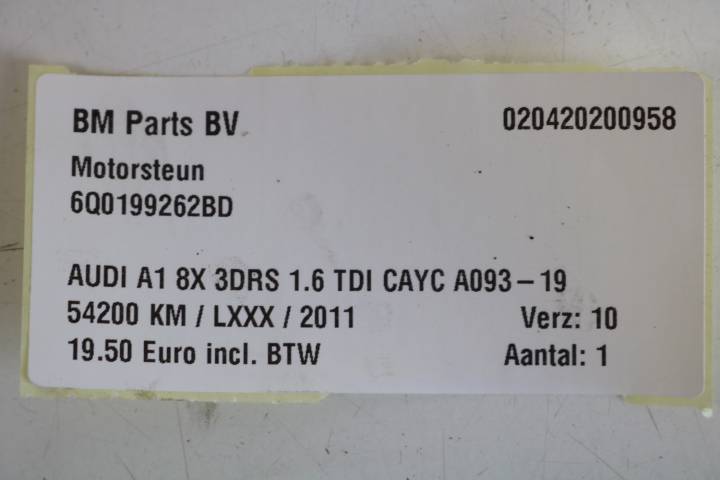 BM Parts BV 020420200958
Motorsteun
6Q0199262BD
AUDI A1 8X 3DRS 1.6 TDI CAYC A093-19
54200 KM / LXXX / 2011 Verz: 10
19.50 Euro incl. BTW Aantal: 1